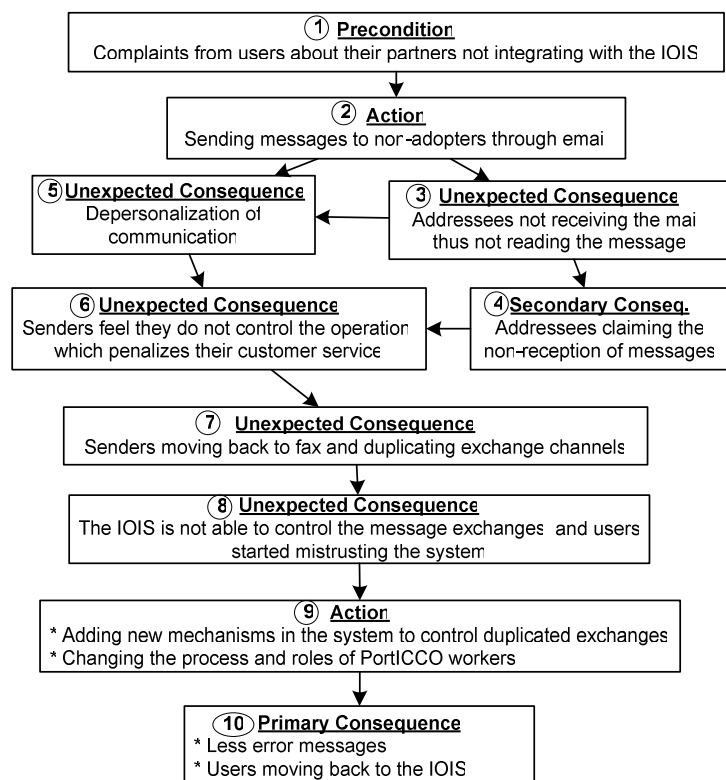 1 Precondition
Complaints from users about their partners not integrating with the IOIS
2 Action
Sending messages to non-adopters through emai
5 Unexpected Consequence
Depersonalization of
communication
3 Unexpected Consequence
Addressees not receiving the mai
thus not reading the message
6 Unexpected Consequence
Senders feel they do not control the operation
which penalizes their customer service
4 Secondary Conseq.
Addressees claiming the
non-reception of messages
7 Unexpected Consequence
Senders moving back to fax and duplicating exchange channels
8 Unexpected Consequence
The IOIS is not able to control the message exchanges and users
started mistrusting the system
9 Action
* Adding new mechanisms in the system to control duplicated exchanges
* Changing the process and roles of PortICCO workers
10 Primary Consequence
* Less error messages
* Users moving back to the IOIS